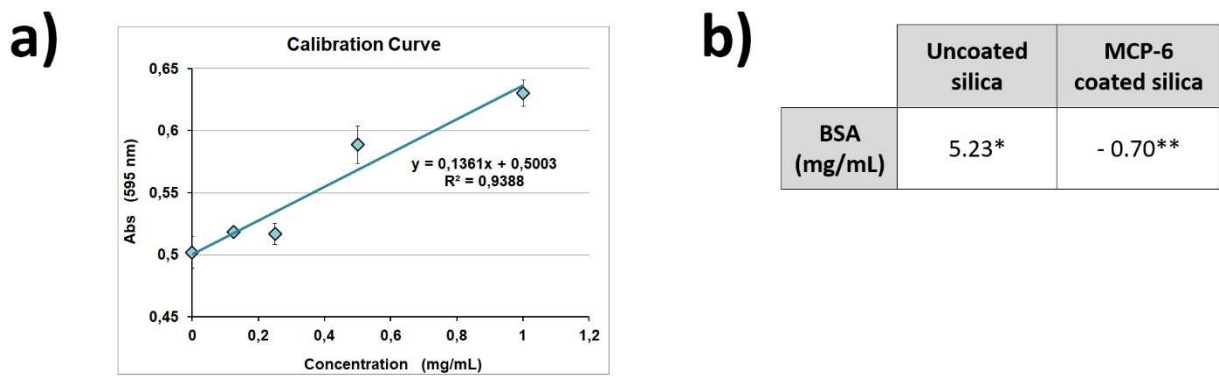 a)
Calibration Curve
0,65
0,6
0,55
0,5
0,45
Abs (595 nm)
y = 0,1361x + 0,5003
R² = 0,9388
0 0,2 0,4 0,6 0,8 1 1,2
Concentration (mg/mL)
b)
Uncoated
silica
MCP-6
coated silica
BSA
(mg/mL)
5.23*
- 0.70**